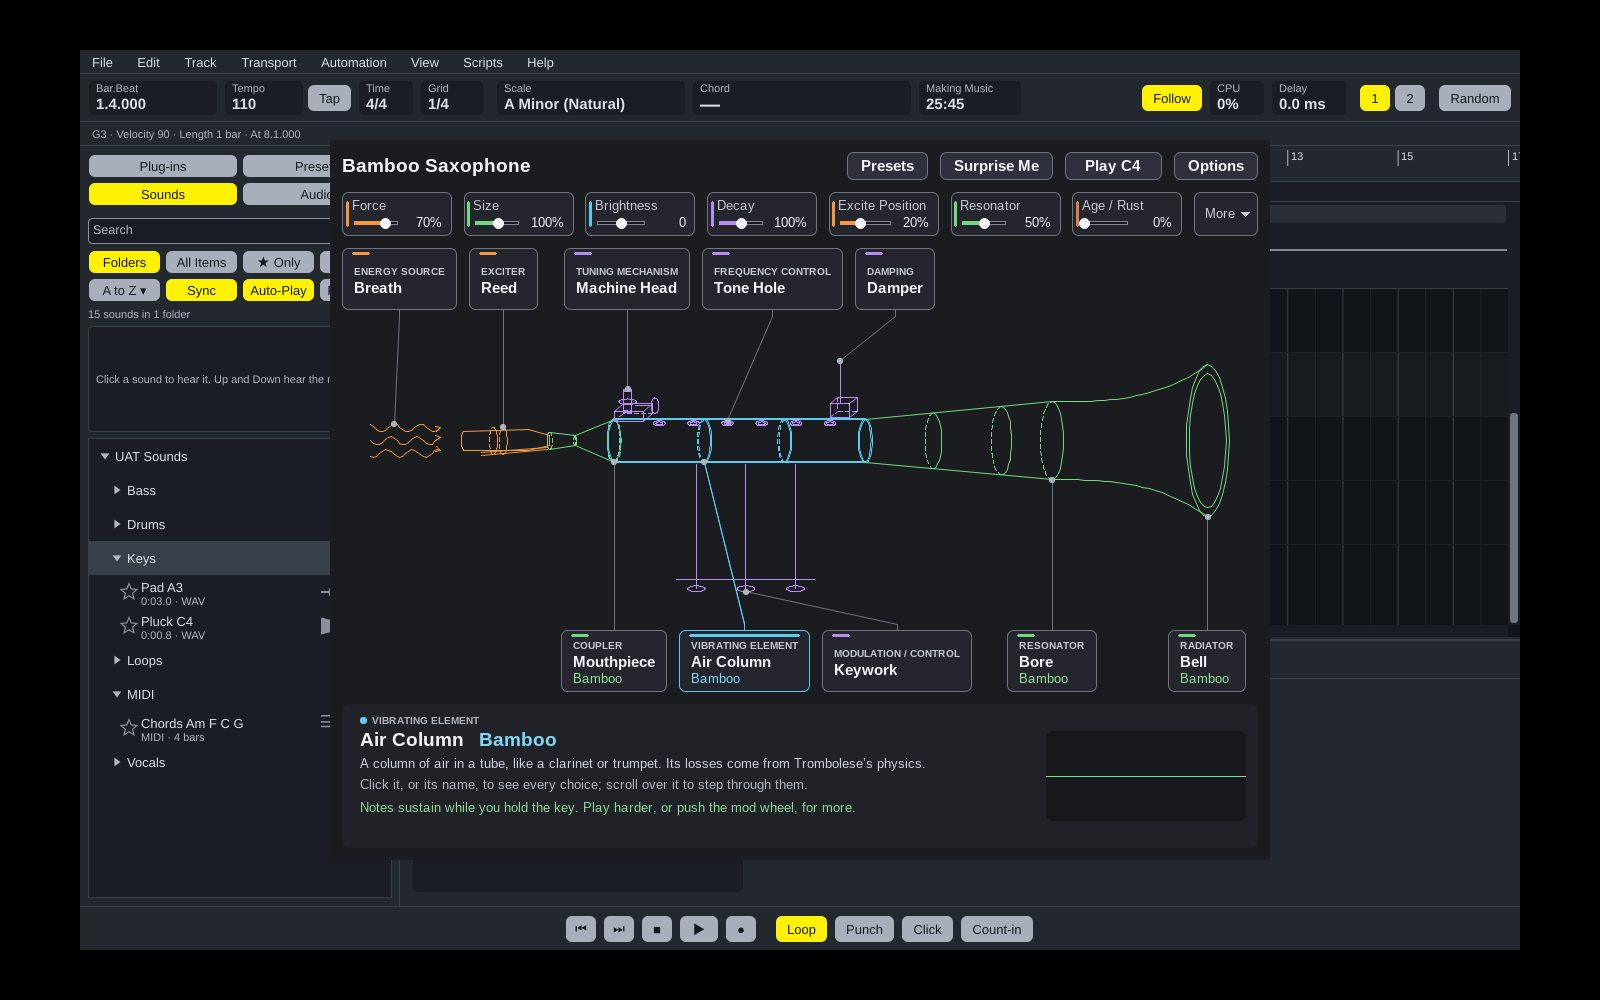 File Edit Track Transport Automation View Scripts Help
Bar.Beat Tempo Time Grid Scale Chord Making Music CPU Delay
1.4.000 110 Tap 4/4 1/4 A Minor (Natural) — 25:45 Follow 0% 0.0 ms 1 2 Random
G3 · Velocity 90 · Length 1 bar · At 8.1.000
13 15
Plug-ins
Sounds
Search
Folders All Items ★ Only
A to Z ▾ Sync Auto-Play
15 sounds in 1 folder
Click a sound to hear it. Up and Down hear the
UAT Sounds
Bass
Drums
Keys
Pad A3
0:03.0 · WAV
Pluck C4
0:00.8 · WAV
Loops
MIDI
Chords Am F C G
MIDI · 4 bars
Vocals
Bamboo Saxophone
Presets Surprise Me Play C4 Options
Force Size Brightness Decay Excite Position Resonator Age / Rust More
70% 100% 0 100% 20% 50% 0%
ENERGY SOURCE EXCITER TUNING MECHANISM FREQUENCY CONTROL DAMPING
Breath Reed Machine Head Tone Hole Damper
COUPLER VIBRATING ELEMENT MODULATION / CONTROL RESONATOR RADIATOR
Mouthpiece Air Column Keywork Bore Bell
Bamboo Bamboo Bamboo Bamboo
VIBRATING ELEMENT
Air Column Bamboo
A column of air in a tube, like a clarinet or trumpet. Its losses come from Trombolese's physics.
Click it, or its name, to see every choice; scroll over it to step through them.
Notes sustain while you hold the key. Play harder, or push the mod wheel, for more.
Loop Punch Click Count-in